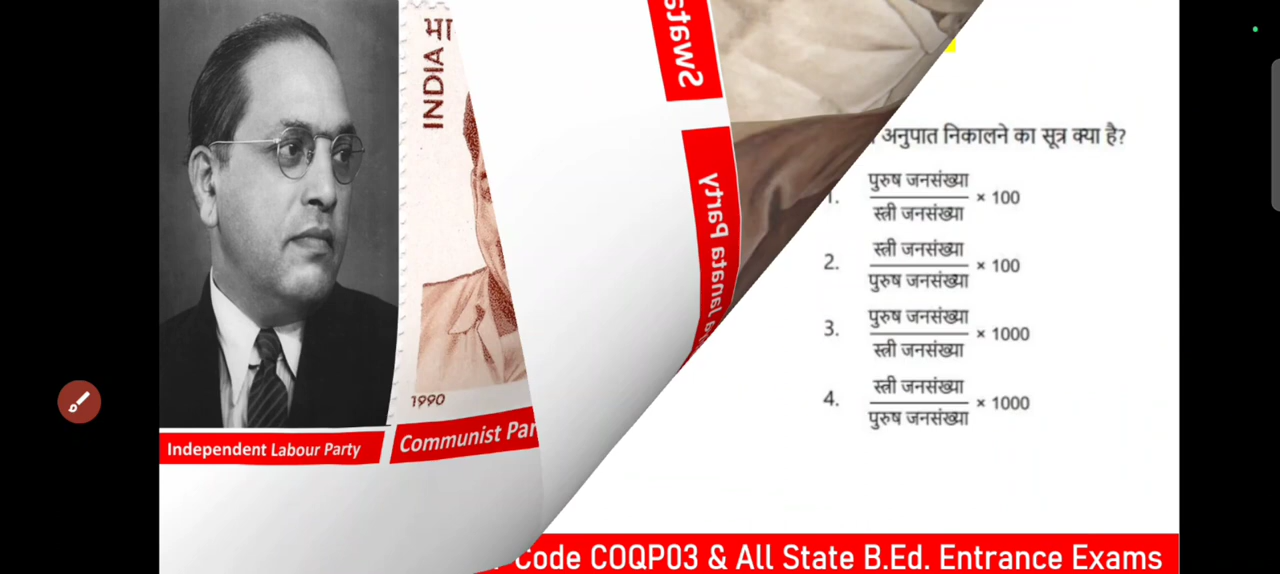 भा
INDIA
1990
Independent Labour Party
Communist Par
Swata
Janata Party
अनुपात निकालने का सूत्र क्या है?
1. पुरुष जनसंख्या
स्त्री जनसंख्या × 100
2. स्त्री जनसंख्या
पुरुष जनसंख्या × 100
3. पुरुष जनसंख्या
स्त्री जनसंख्या × 1000
4. स्त्री जनसंख्या
पुरुष जनसंख्या × 1000
Code COQP03 & All State B.Ed. Entrance Exams